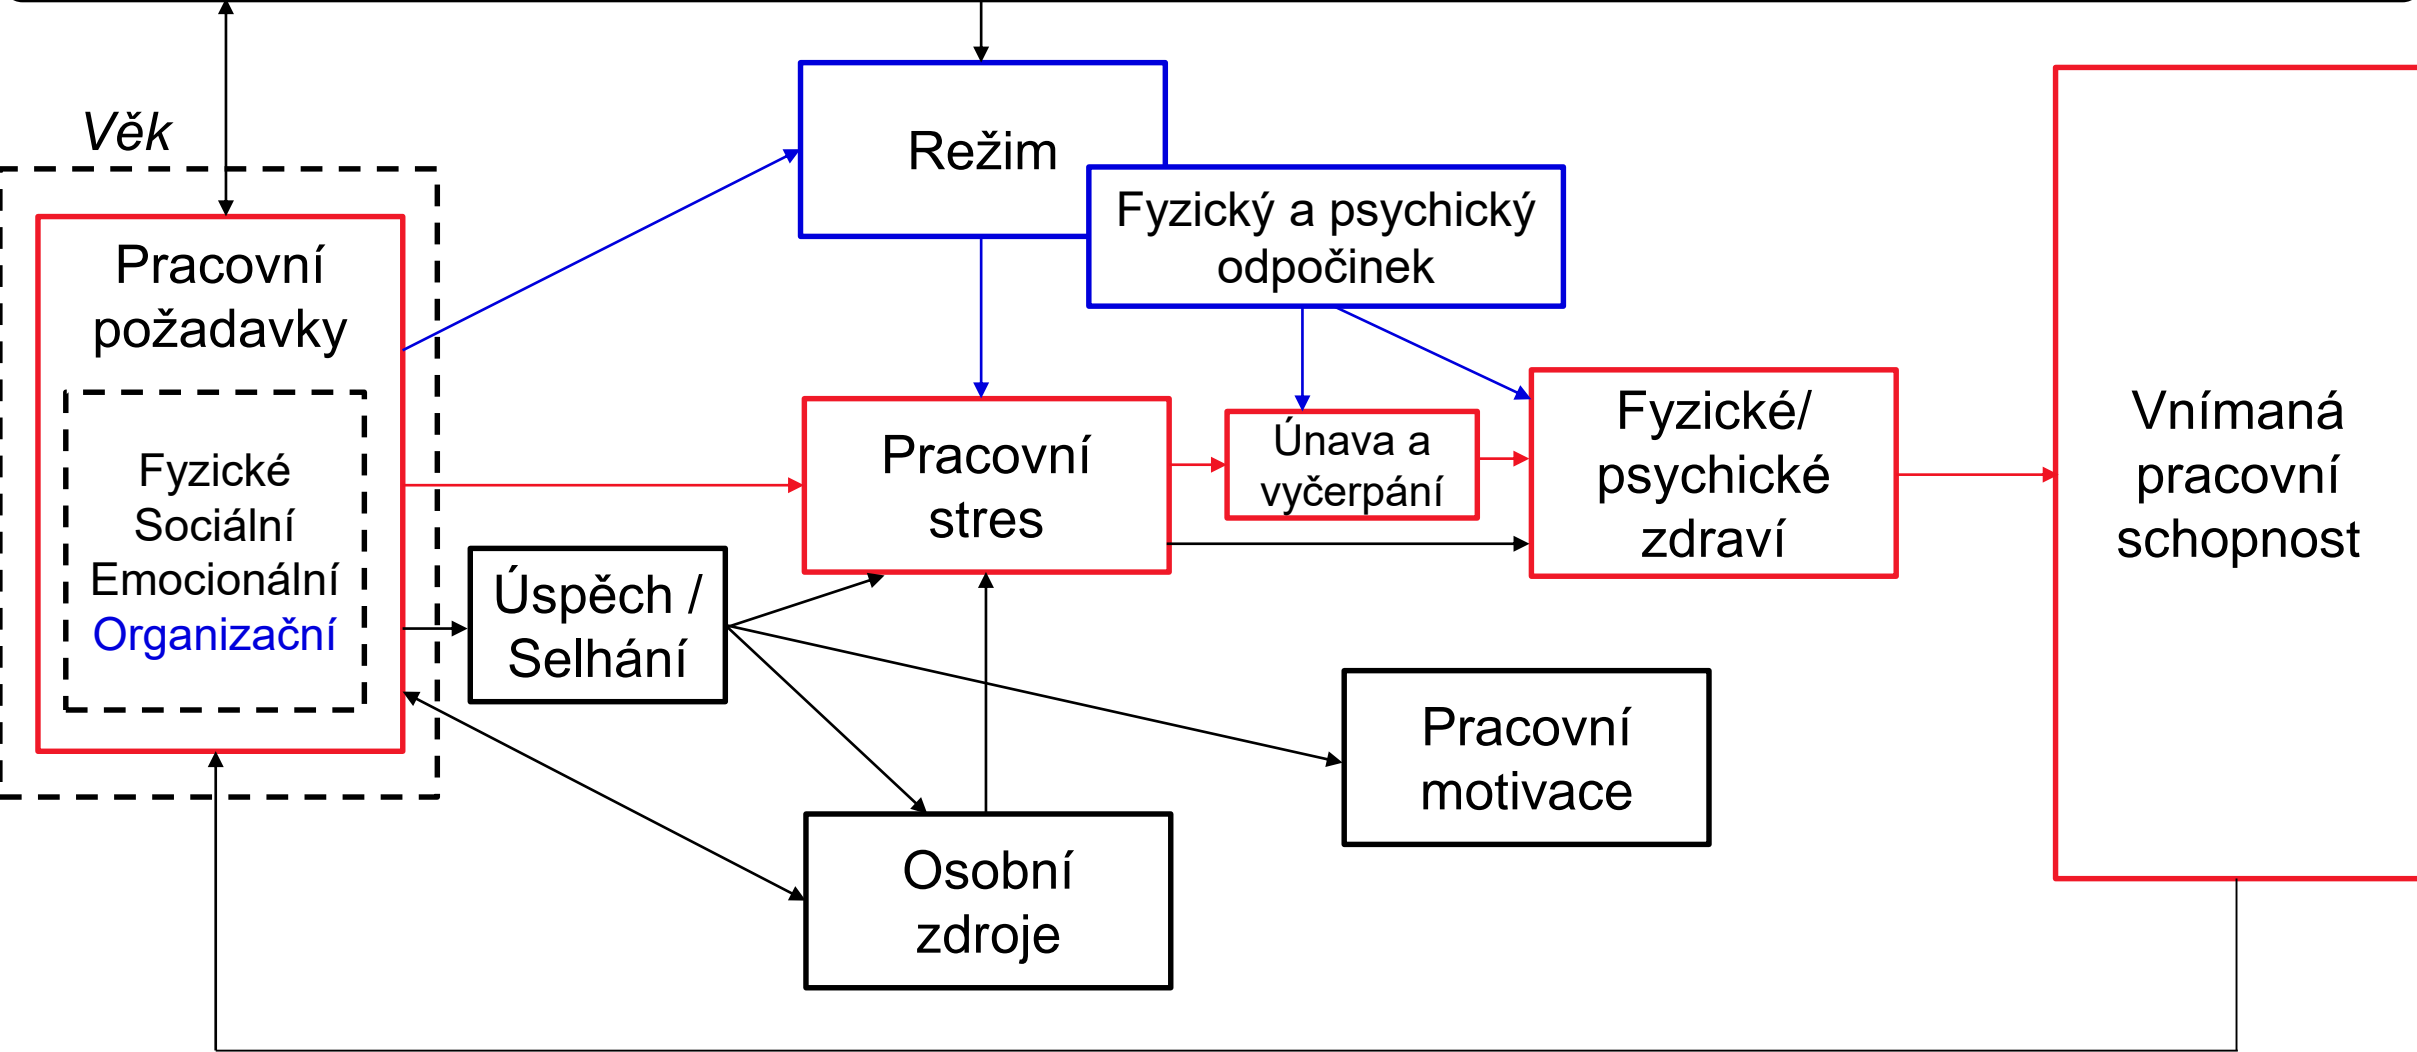 Věk
Režim
Fyzický a psychický
odpočinek
Pracovní
požadavky
Fyzické
Sociální
Emocionální
Organizační
Pracovní
stres
Únava a
vyčerpání
Fyzické/
psychické
zdraví
Vnímaná
pracovní
schopnost
Úspěch /
Selhání
Pracovní
motivace
Osobní
zdroje